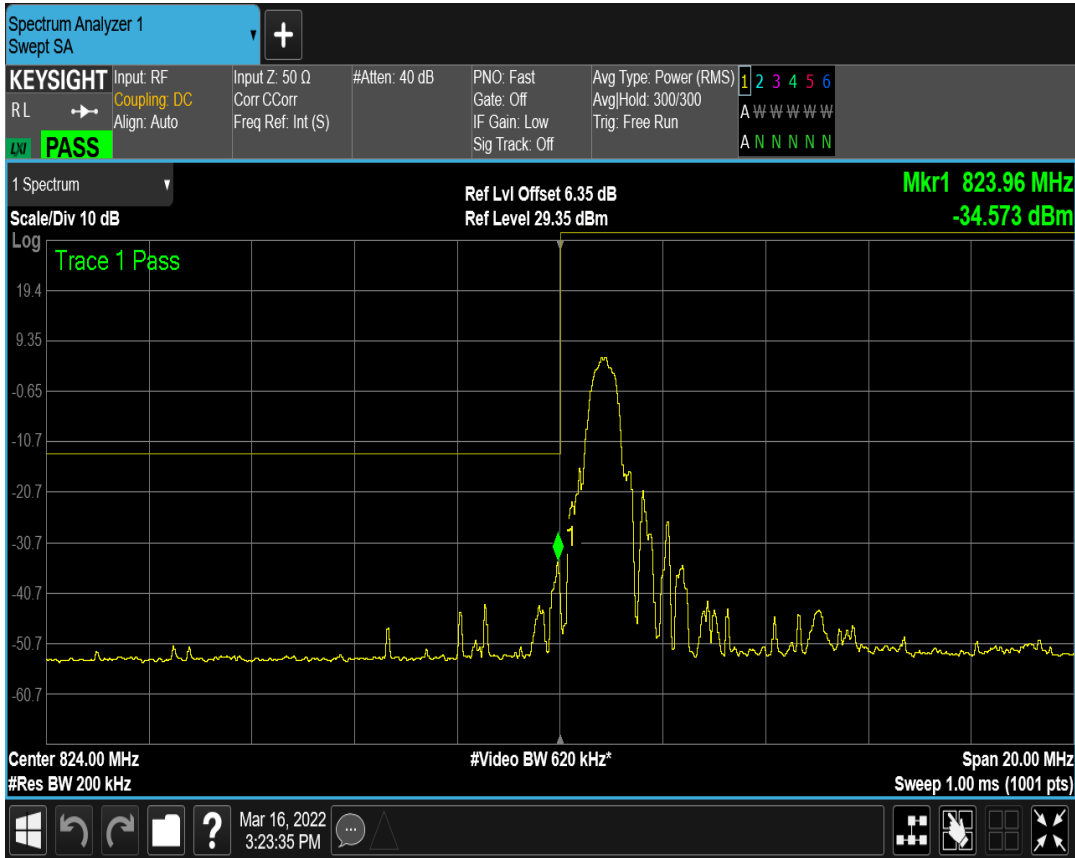 Spectrum Analyzer 1
Swept SA
+
KEYSIGHT
RL
LXI PASS
Input: RF
Coupling: DC
Align: Auto
Input Z: 50 Ω
Corr CCorr
Freq Ref: Int (S)
#Atten: 40 dB
PNO: Fast
Gate: Off
IF Gain: Low
Sig Track: Off
Avg Type: Power (RMS)
Avg|Hold: 300/300
Trig: Free Run
1 2 3 4 5 6
A W W W W W
A N N N N N
1 Spectrum
Scale/Div 10 dB
Ref Lvl Offset 6.35 dB
Ref Level 29.35 dBm
Mkr1 823.96 MHz
-34.573 dBm
Log
Trace 1 Pass
19.4
9.35
-0.65
-10.7
-20.7
-30.7
-40.7
-50.7
-60.7
1
Center 824.00 MHz
#Res BW 200 kHz
#Video BW 620 kHz*
Span 20.00 MHz
Sweep 1.00 ms (1001 pts)
?
Mar 16, 2022
3:23:35 PM